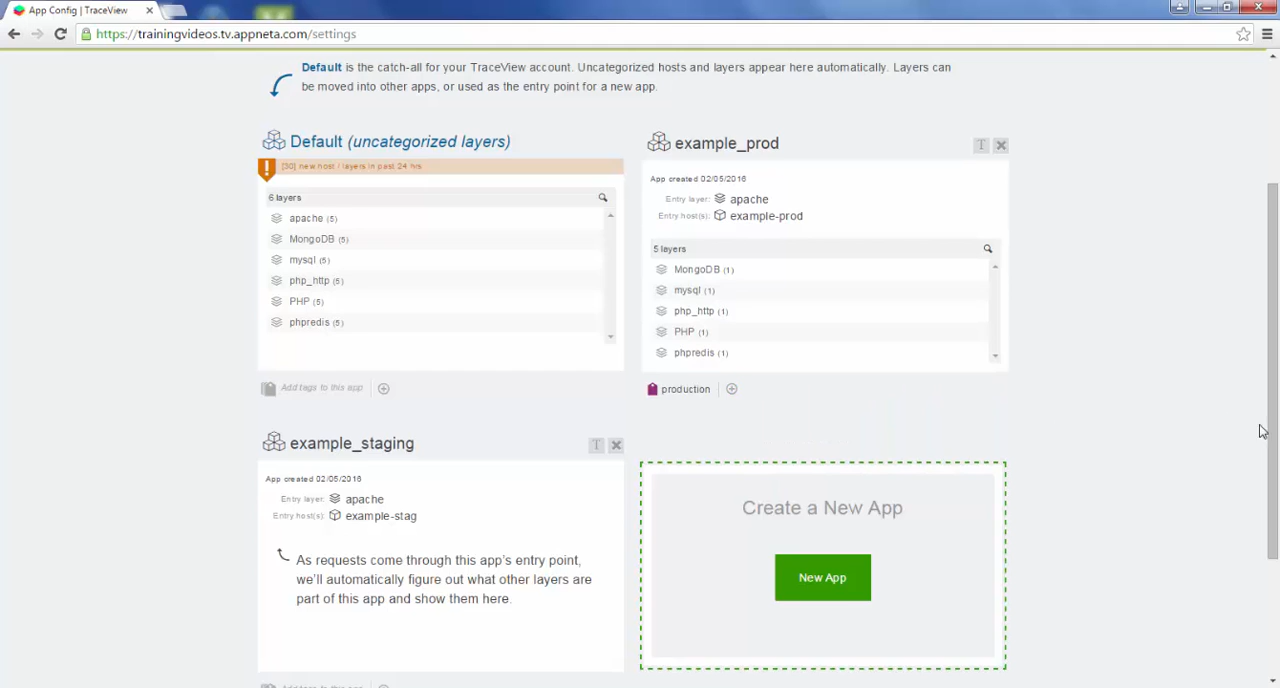 App Config | TraceView
https://trainingvideos.tv.appneta.com/settings
Default is the catch-all for your TraceView account. Uncategorized hosts and layers appear here automatically. Layers can
be moved into other apps, or used as the entry point for a new app.
Default (uncategorized layers)
[30] new host / layers in past 24 hrs
6 layers
apache (5)
MongoDB (5)
mysql (5)
php_http (5)
PHP (5)
phpredis (5)
Add tags to this app
example_prod
T
App created 02/05/2016
Entry layer: apache
Entry host(s): example-prod
5 layers
MongoDB (1)
mysql (1)
php_http (1)
PHP (1)
phpredis (1)
production
example_staging
T
App created 02/05/2016
Entry layer: apache
Entry host(s): example-stag
As requests come through this app's entry point,
we'll automatically figure out what other layers are
part of this app and show them here.
Create a New App
New App
Add tags to this app